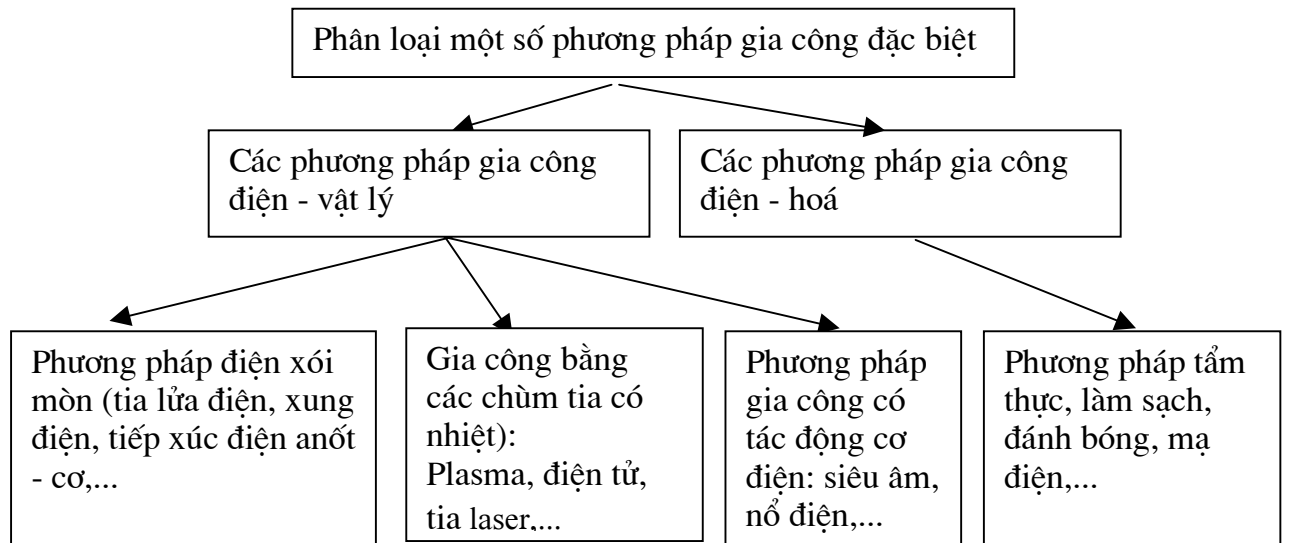 Phân loại một số phương pháp gia công đặc biệt
Các phương pháp gia công
điện - vật lý
Các phương pháp gia công
điện - hoá
Phương pháp điện xói
mòn (tia lửa điện, xung
điện, tiếp xúc điện anốt
- cơ,...
Gia công bằng
các chùm tia có
nhiệt):
Plasma, điện tử,
tia laser,...
Phương pháp
gia công có
tác động cơ
điện: siêu âm,
nổ điện,...
Phương pháp tẩm
thực, làm sạch,
đánh bóng, mạ
điện,...